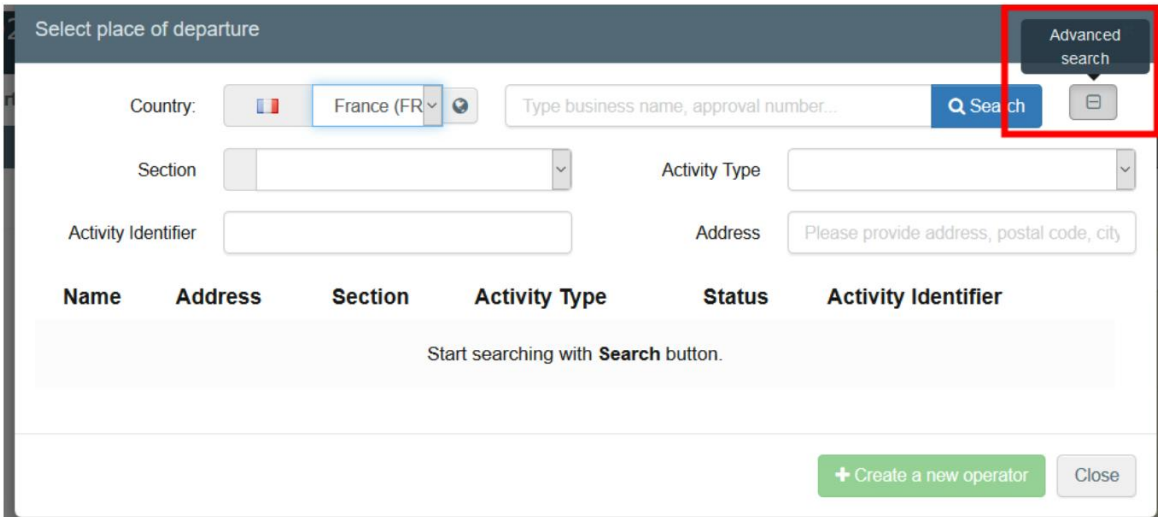 Select place of departure
Advanced
search
Country:
France (FR
Type business name, approval number...
Search
Section
Activity Type
Activity Identifier
Address
Please provide address, postal code, city
Name Address Section Activity Type Status Activity Identifier
Start searching with Search button.
+ Create a new operator
Close